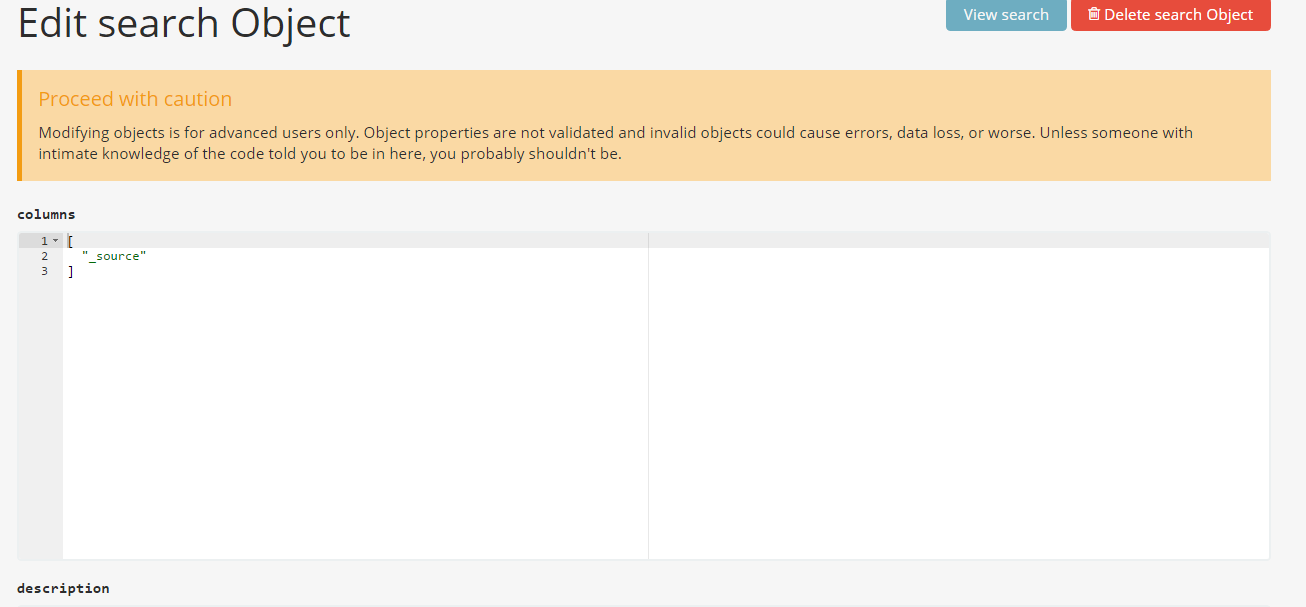 Edit search Object
View search
Delete search Object
Proceed with caution
Modifying objects is for advanced users only. Object properties are not validated and invalid objects could cause errors, data loss, or worse. Unless someone with
intimate knowledge of the code told you to be in here, you probably shouldn't be.
columns
1 [
2 "_source"
3 ]
description